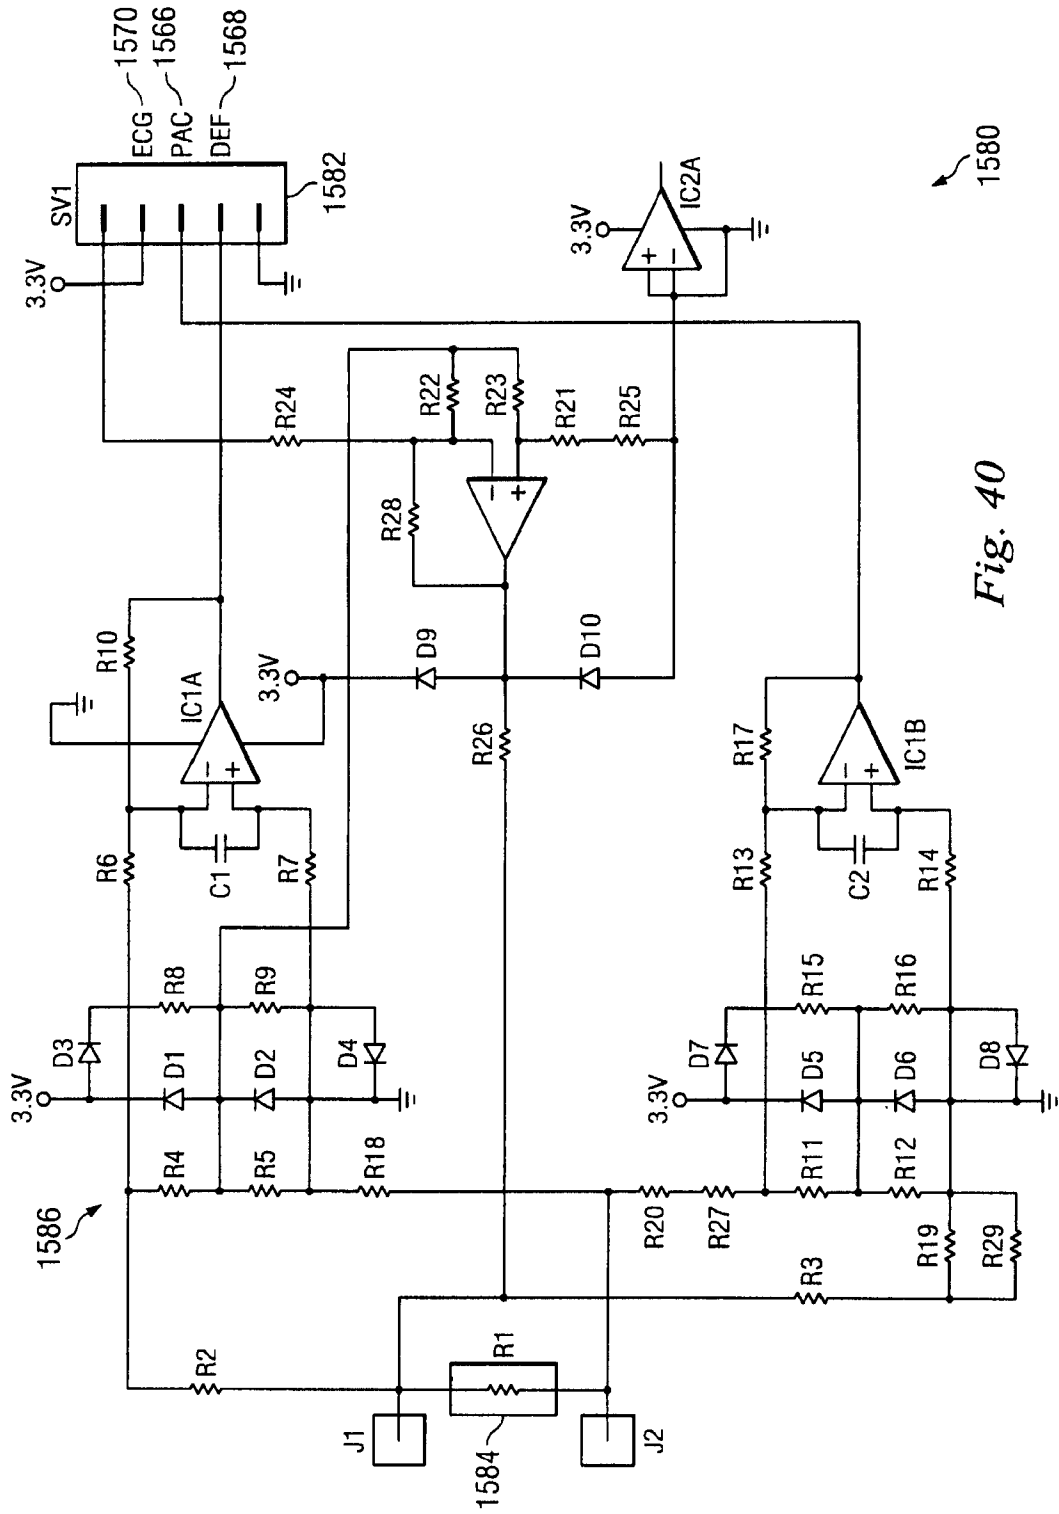 1570
1566
1568
ECG
PAC
DEF
SV1
1582
3.3V
1580
3.3V
IC2A
+
−
R24
R22
R23
R21
R25
R28
−
+
R10
IC1A
−
+
3.3V
D9
D10
R26
R17
IC1B
−
+
R6
C1
R7
R13
C2
R14
3.3V
D3
R8
D1
R9
D2
D4
3.3V
D7
R15
D5
R16
D6
D8
1586
R4
R5
R18
R20
R27
R11
R12
R19
R29
R3
R2
R1
J1
J2
1584
Fig. 40